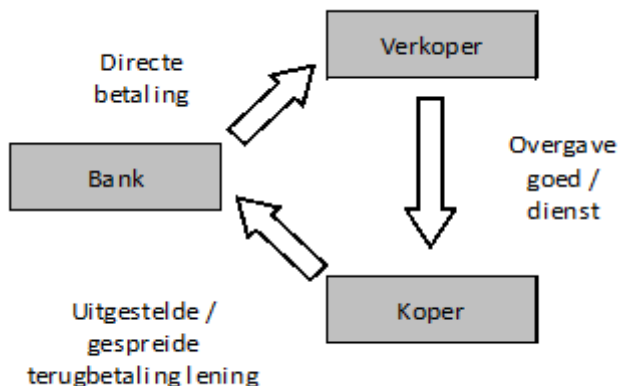 Verkoper
Directe
betaling
Overgave
goed /
dienst
Bank
Koper
Uitgestelde /
gespreide
terugbetaling lening